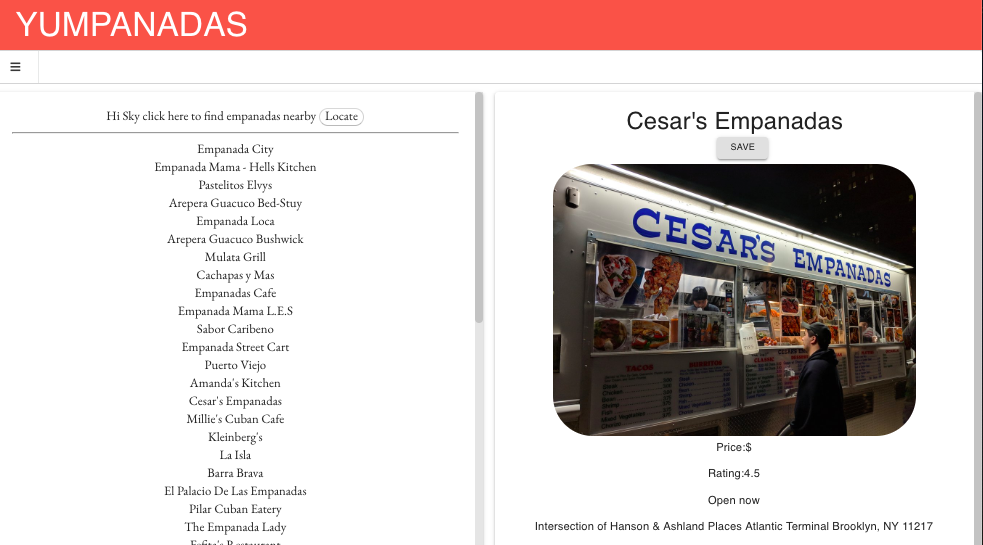 YUMPANADAS
Hi Sky click here to find empanadas nearby Locate
Empanada City
Empanada Mama - Hells Kitchen
Pastelitos Elvys
Arepera Guacuco Bed-Stuy
Empanada Loca
Arepera Guacuco Bushwick
Mulata Grill
Cachapas y Mas
Empanadas Cafe
Empanada Mama L.E.S
Sabor Caribeno
Empanada Street Cart
Puerto Viejo
Amanda's Kitchen
Cesar's Empanadas
Millie's Cuban Cafe
Kleinberg's
La Isla
Barra Brava
El Palacio De Las Empanadas
Pilar Cuban Eatery
The Empanada Lady
Cesar's Empanadas
SAVE
CESAR'S EMPANADAS
TACOS
BURRITOS
Price:$
Rating:4.5
Open now
Intersection of Hanson & Ashland Places Atlantic Terminal Brooklyn, NY 11217